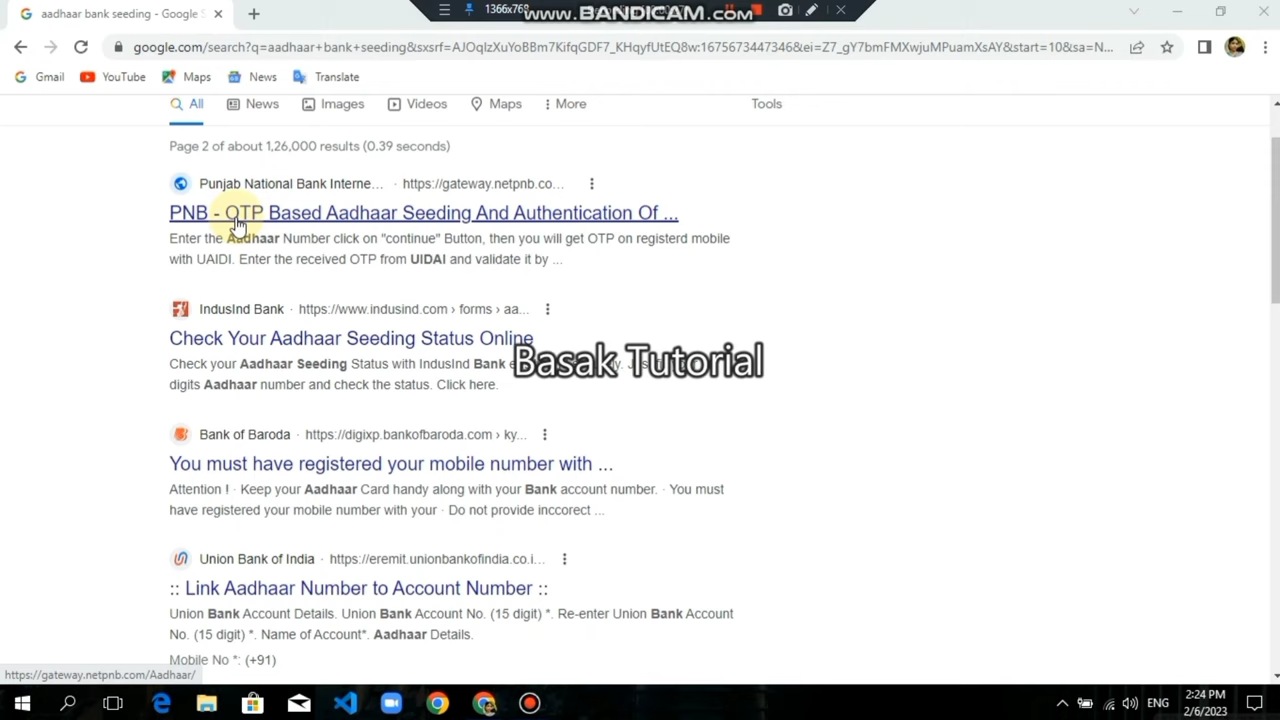 aadhaar bank seeding - Google S
1366x768
www.BANDICAM.com
google.com/search?q=aadhaar+bank+seeding&sxsrf=AJOqlzXuYoBBm7KifqGDF7_KHqyfUtEQ8w:1675673447346&ei=Z7_gY7bmFMXwjuMPuamXsAY&start=10&sa=N...
Gmail
YouTube
Maps
News
Translate
All
News
Images
Videos
Maps
More
Tools
Page 2 of about 1,26,000 results (0.39 seconds)
Punjab National Bank Interne... · https://gateway.netpnb.co...
PNB - OTP Based Aadhaar Seeding And Authentication Of ...
Enter the Aadhaar Number click on "continue" Button, then you will get OTP on registerd mobile
with UAIDI. Enter the received OTP from UIDAI and validate it by ...
IndusInd Bank · https://www.indusind.com › forms › aa...
Check Your Aadhaar Seeding Status Online
Check your Aadhaar Seeding Status with IndusInd Bank
digits Aadhaar number and check the status. Click here.
Basak Tutorial
Bank of Baroda · https://digixp.bankofbaroda.com › ky...
You must have registered your mobile number with ...
Attention ! · Keep your Aadhaar Card handy along with your Bank account number. · You must
have registered your mobile number with your · Do not provide inccorect ...
Union Bank of India · https://eremit.unionbankofindia.co.i...
:: Link Aadhaar Number to Account Number ::
Union Bank Account Details. Union Bank Account No. (15 digit) *. Re-enter Union Bank Account
No. (15 digit) *. Name of Account*. Aadhaar Details.
Mobile No *: (+91)
https://gateway.netpnb.com/Aadhaar/
ENG
2:24 PM
2/6/2023